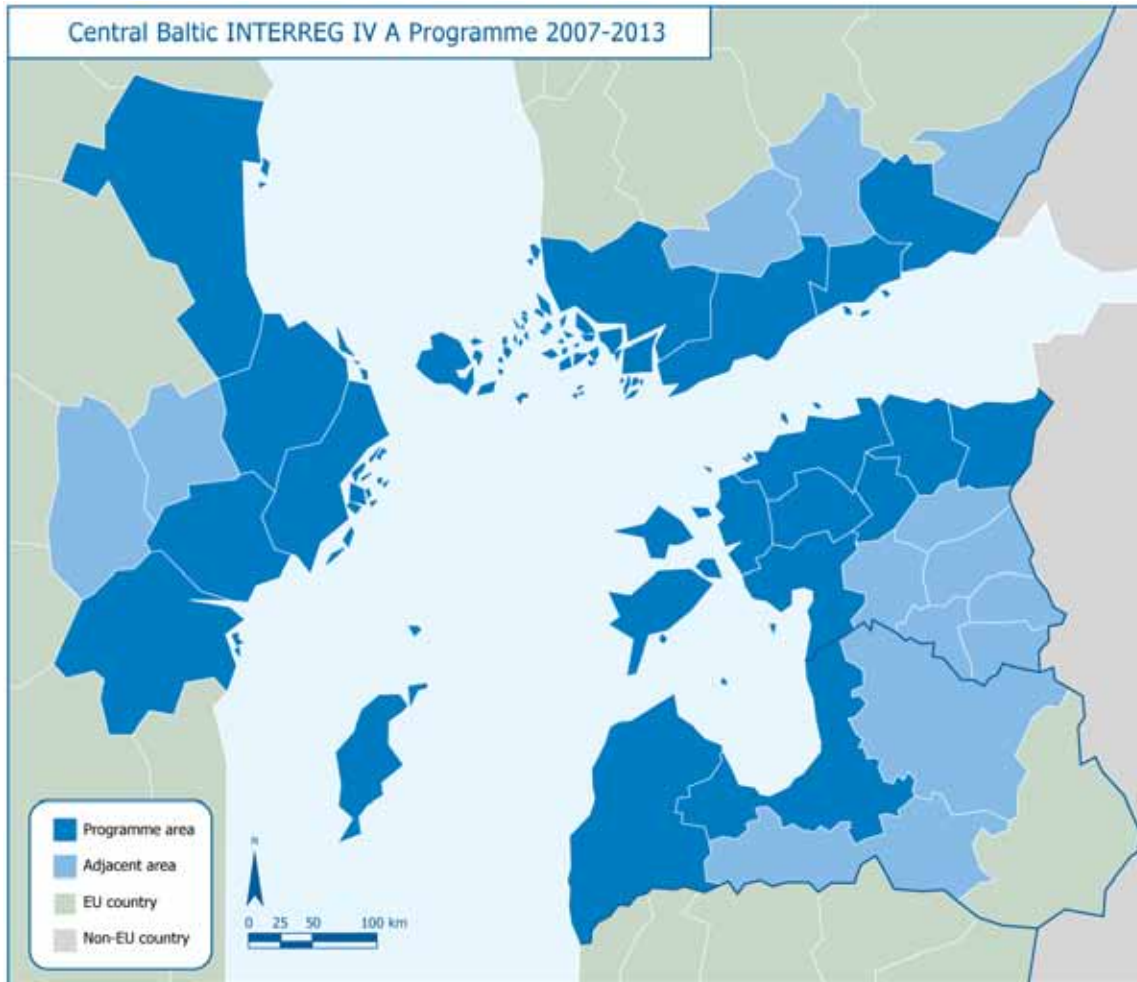 Central Baltic INTERREG IV A Programme 2007-2013
Programme area
Adjacent area
EU country
Non-EU country
N
0 25 50 100 km